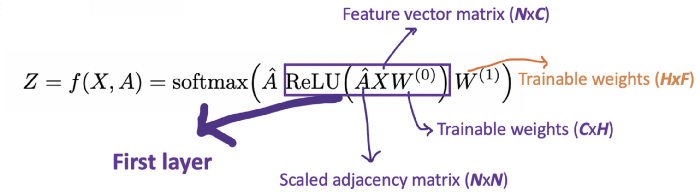 Feature vector matrix (NxC)
Z = f(X, A) = softmax(Â ReLU(ÂXW⁽⁰⁾)W⁽¹⁾)
Trainable weights (HxF)
Trainable weights (CxH)
First layer
Scaled adjacency matrix (NxN)